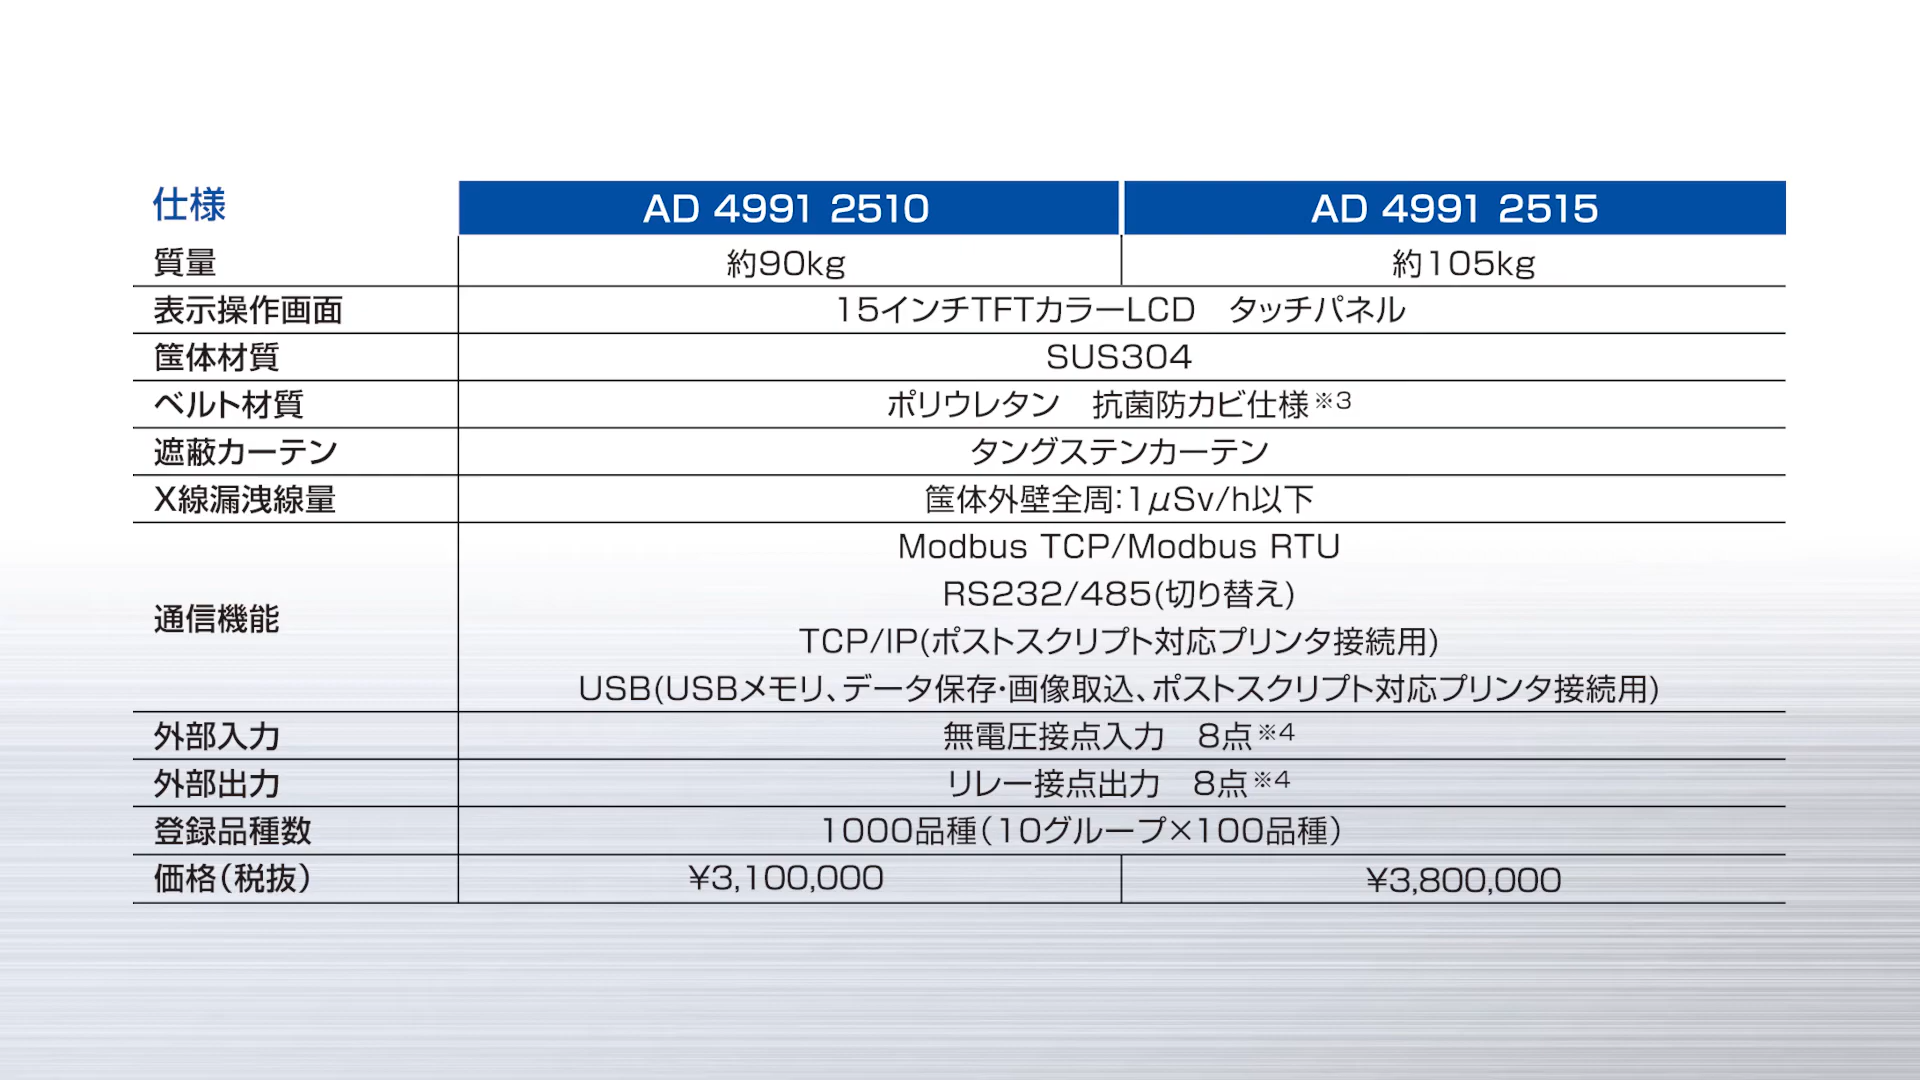 仕様 AD 4991 2510 AD 4991 2515
質量 約90kg 約105kg
表示操作画面 15インチTFTカラーLCD タッチパネル
筐体材質 SUS304
ベルト材質 ポリウレタン 抗菌防カビ仕様※3
遮蔽カーテン タングステンカーテン
X線漏洩線量 筐体外壁全周:1μSv/h以下
通信機能 Modbus TCP/Modbus RTU
RS232/485(切り替え)
TCP/IP(ポストスクリプト対応プリンタ接続用)
USB(USBメモリ、データ保存・画像取込、ポストスクリプト対応プリンタ接続用)
外部入力 無電圧接点入力 8点※4
外部出力 リレー接点出力 8点※4
登録品種数 1000品種(10グループ×100品種)
価格(税抜) ¥3,100,000 ¥3,800,000